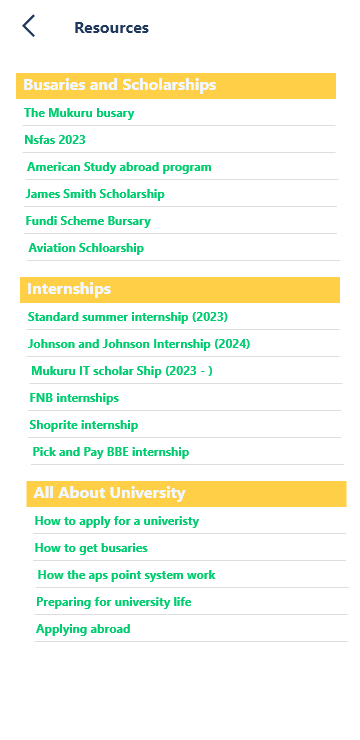 Resources
Busaries and Scholarships
The Mukuru busary
Nsfas 2023
American Study abroad program
James Smith Scholarship
Fundi Scheme Bursary
Aviation Schloarship
Internships
Standard summer internship (2023)
Johnson and Johnson Internship (2024)
Mukuru IT scholar Ship (2023 - )
FNB internships
Shoprite internship
Pick and Pay BBE internship
All About University
How to apply for a univeristy
How to get busaries
How the aps point system work
Preparing for university life
Applying abroad